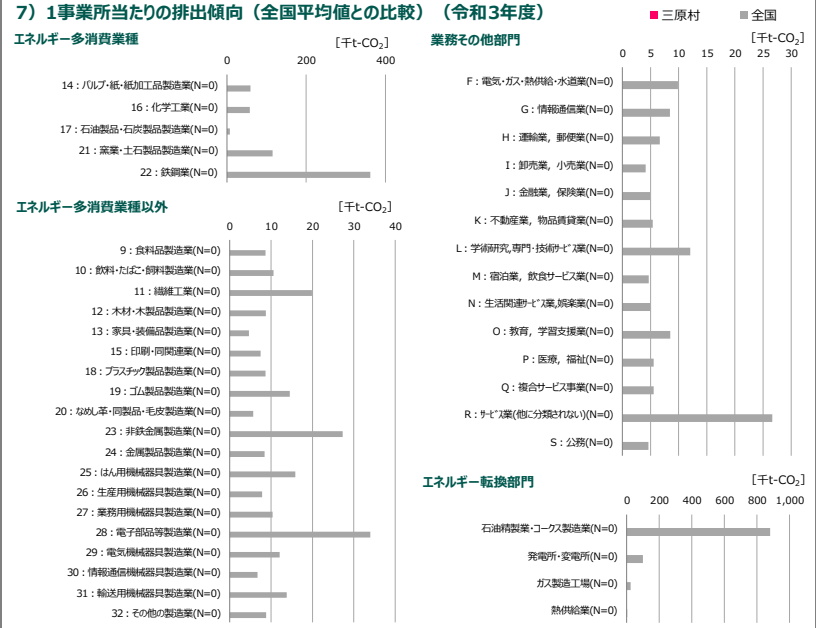 7）1事業所当たりの排出傾向（全国平均値との比較）（令和3年度）
三原村 全国
エネルギー多消費業種
［千t-CO2］
0 200 400
14：パルプ・紙・紙加工品製造業(N=0)
16：化学工業(N=0)
17：石油製品・石炭製品製造業(N=0)
21：窯業・土石製品製造業(N=0)
22：鉄鋼業(N=0)
エネルギー多消費業種以外
［千t-CO2］
0 10 20 30 40
9：食料品製造業(N=0)
10：飲料・たばこ・飼料製造業(N=0)
11：繊維工業(N=0)
12：木材・木製品製造業(N=0)
13：家具・装備品製造業(N=0)
15：印刷・同関連業(N=0)
18：プラスチック製品製造業(N=0)
19：ゴム製品製造業(N=0)
20：なめし革・同製品・毛皮製造業(N=0)
23：非鉄金属製造業(N=0)
24：金属製品製造業(N=0)
25：はん用機械器具製造業(N=0)
26：生産用機械器具製造業(N=0)
27：業務用機械器具製造業(N=0)
28：電子部品等製造業(N=0)
29：電気機械器具製造業(N=0)
30：情報通信機械器具製造業(N=0)
31：輸送用機械器具製造業(N=0)
32：その他の製造業(N=0)
業務その他部門
［千t-CO2］
0 5 10 15 20 25 30
F：電気・ガス・熱供給・水道業(N=0)
G：情報通信業(N=0)
H：運輸業，郵便業(N=0)
I：卸売業，小売業(N=0)
J：金融業，保険業(N=0)
K：不動産業，物品賃貸業(N=0)
L：学術研究,専門・技術サービス業(N=0)
M：宿泊業，飲食サービス業(N=0)
N：生活関連サービス業,娯楽業(N=0)
O：教育，学習支援業(N=0)
P：医療，福祉(N=0)
Q：複合サービス事業(N=0)
R：サービス業(他に分類されない)(N=0)
S：公務(N=0)
エネルギー転換部門
［千t-CO2］
0 200 400 600 800 1,000
石油精製業・コークス製造業(N=0)
発電所・変電所(N=0)
ガス製造工場(N=0)
熱供給業(N=0)